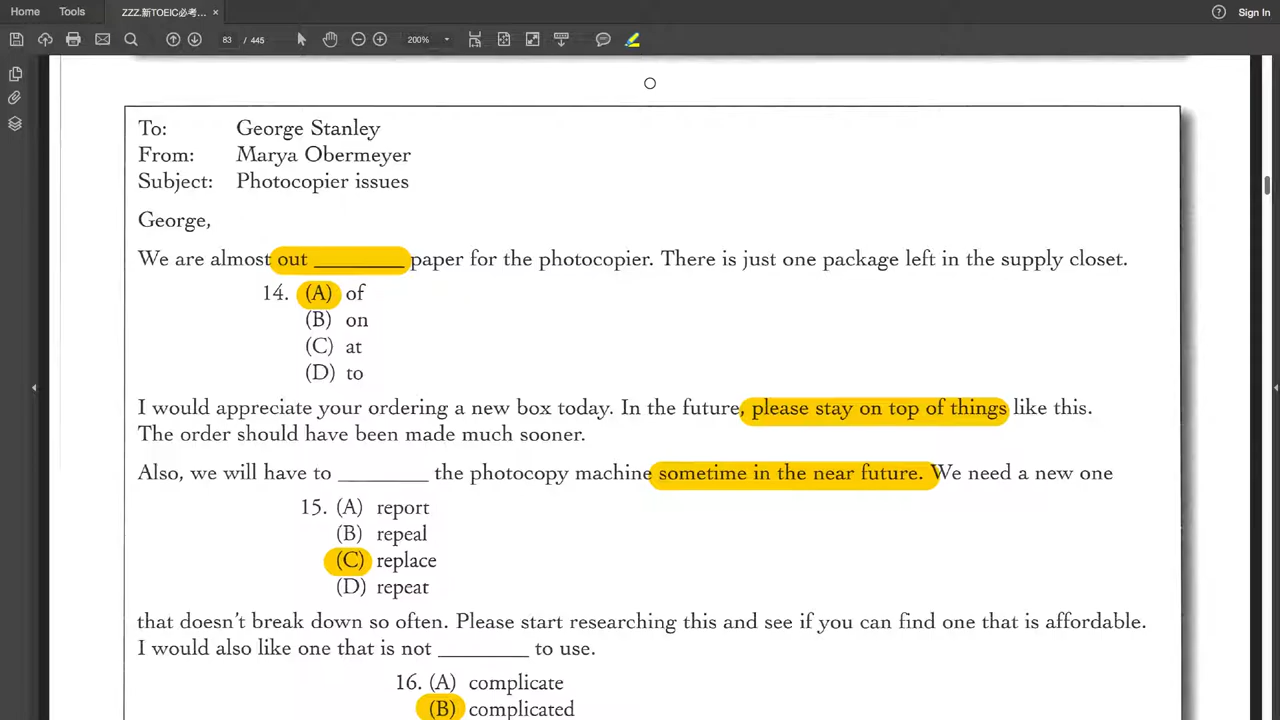 Home Tools ZZZ.新TOEIC必考... × Sign In
83 / 445 200%
To: George Stanley
From: Marya Obermeyer
Subject: Photocopier issues
George,
We are almost out ________ paper for the photocopier. There is just one package left in the supply closet.
14. (A) of
(B) on
(C) at
(D) to
I would appreciate your ordering a new box today. In the future, please stay on top of things like this.
The order should have been made much sooner.
Also, we will have to ________ the photocopy machine sometime in the near future. We need a new one
15. (A) report
(B) repeal
(C) replace
(D) repeat
that doesn't break down so often. Please start researching this and see if you can find one that is affordable.
I would also like one that is not ________ to use.
16. (A) complicate
(B) complicated